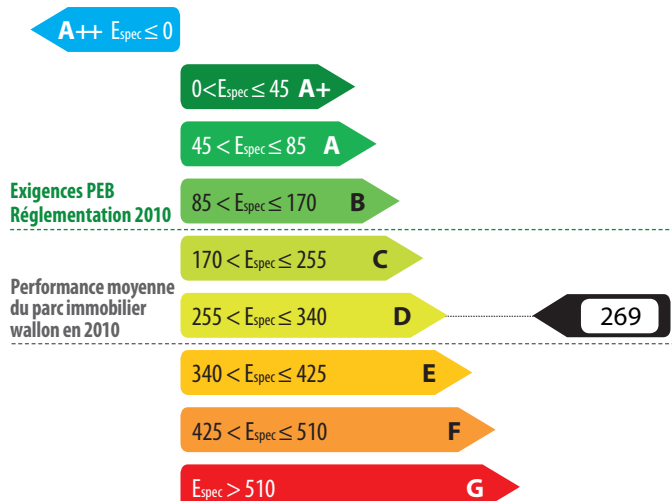 A++ Espec ≤ 0
0<Espec ≤ 45 A+
45 < Espec ≤ 85 A
Exigences PEB
Réglementation 2010
85 < Espec ≤ 170 B
170 < Espec ≤ 255 C
Performance moyenne
du parc immobilier
wallon en 2010
255 < Espec ≤ 340 D
269
340 < Espec ≤ 425 E
425 < Espec ≤ 510 F
Espec > 510 G